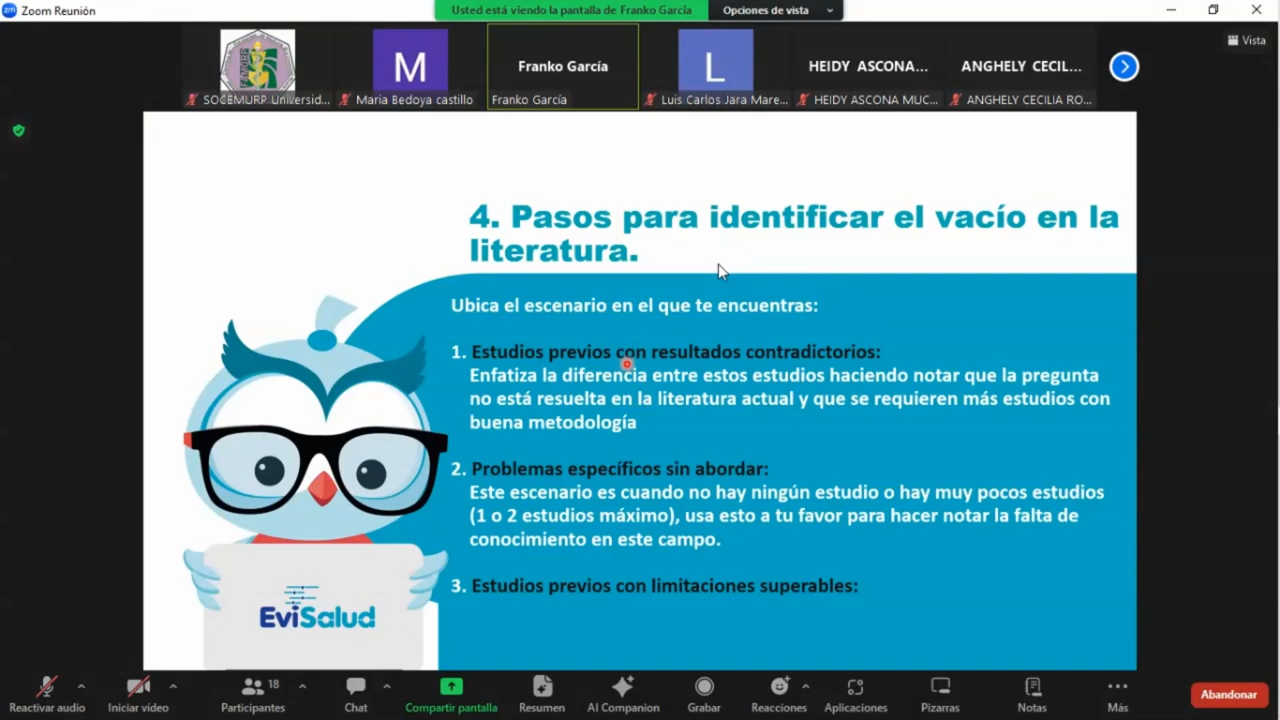 zm Zoom Reunión
Usted está viendo la pantalla de Franko Garcia
Opciones de vista
Vista
M
Franko García
L
HEIDY ASCONA...
ANGHELY CECIL...
SOCEMURP Universid...
Maria Bedoya castillo
Franko García
Luis Carlos Jara Mare...
HEIDY ASCONA MUC...
ANGHELY CECILIA RO...
4. Pasos para identificar el vacío en la
literatura.
Ubica el escenario en el que te encuentras:
1. Estudios previos con resultados contradictorios:
Enfatiza la diferencia entre estos estudios haciendo notar que la pregunta
no está resuelta en la literatura actual y que se requieren más estudios con
buena metodología
2. Problemas específicos sin abordar:
Este escenario es cuando no hay ningún estudio o hay muy pocos estudios
(1 o 2 estudios máximo), usa esto a tu favor para hacer notar la falta de
conocimiento en este campo.
3. Estudios previos con limitaciones superables:
EviSalud
18
Reactivar audio
Iniciar vídeo
Participantes
Chat
Compartir pantalla
Resumen
AI Companion
Grabar
Reacciones
Aplicaciones
Pizarras
Notas
Más
Abandonar